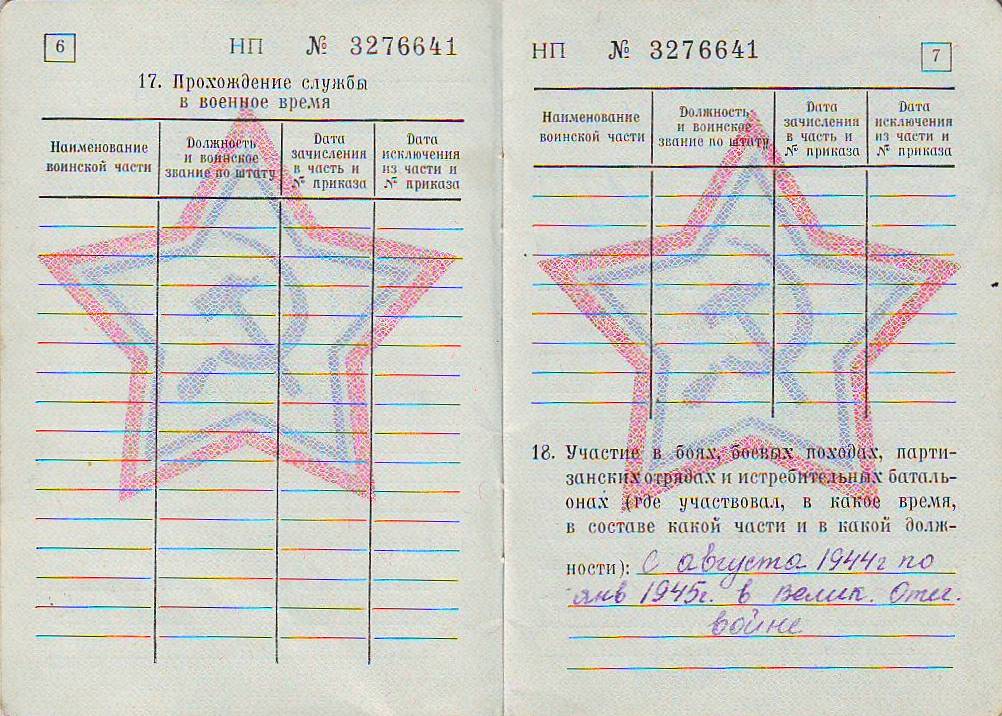 6
НП № 3276641
17. Прохождение службы
в военное время
Наименование
воинской части
Должность
и воинское
звание по штату
Дата
зачисления
в часть и
№ приказа
Дата
исключения
из части и
№ приказа
НП № 3276641
7
Наименование
воинской части
Должность
и воинское
звание по штату
Дата
зачисления
в часть и
№ приказа
Дата
исключения
из части и
№ приказа
18. Участие в боях, боевых походах, парти-
занских отрядах и истребительных баталь-
онах (где участвовал, в какое время,
в составе какой части и в какой долж-
ности): С августа 1944г по
янв 1945г. в Велик. Отеч.
войне